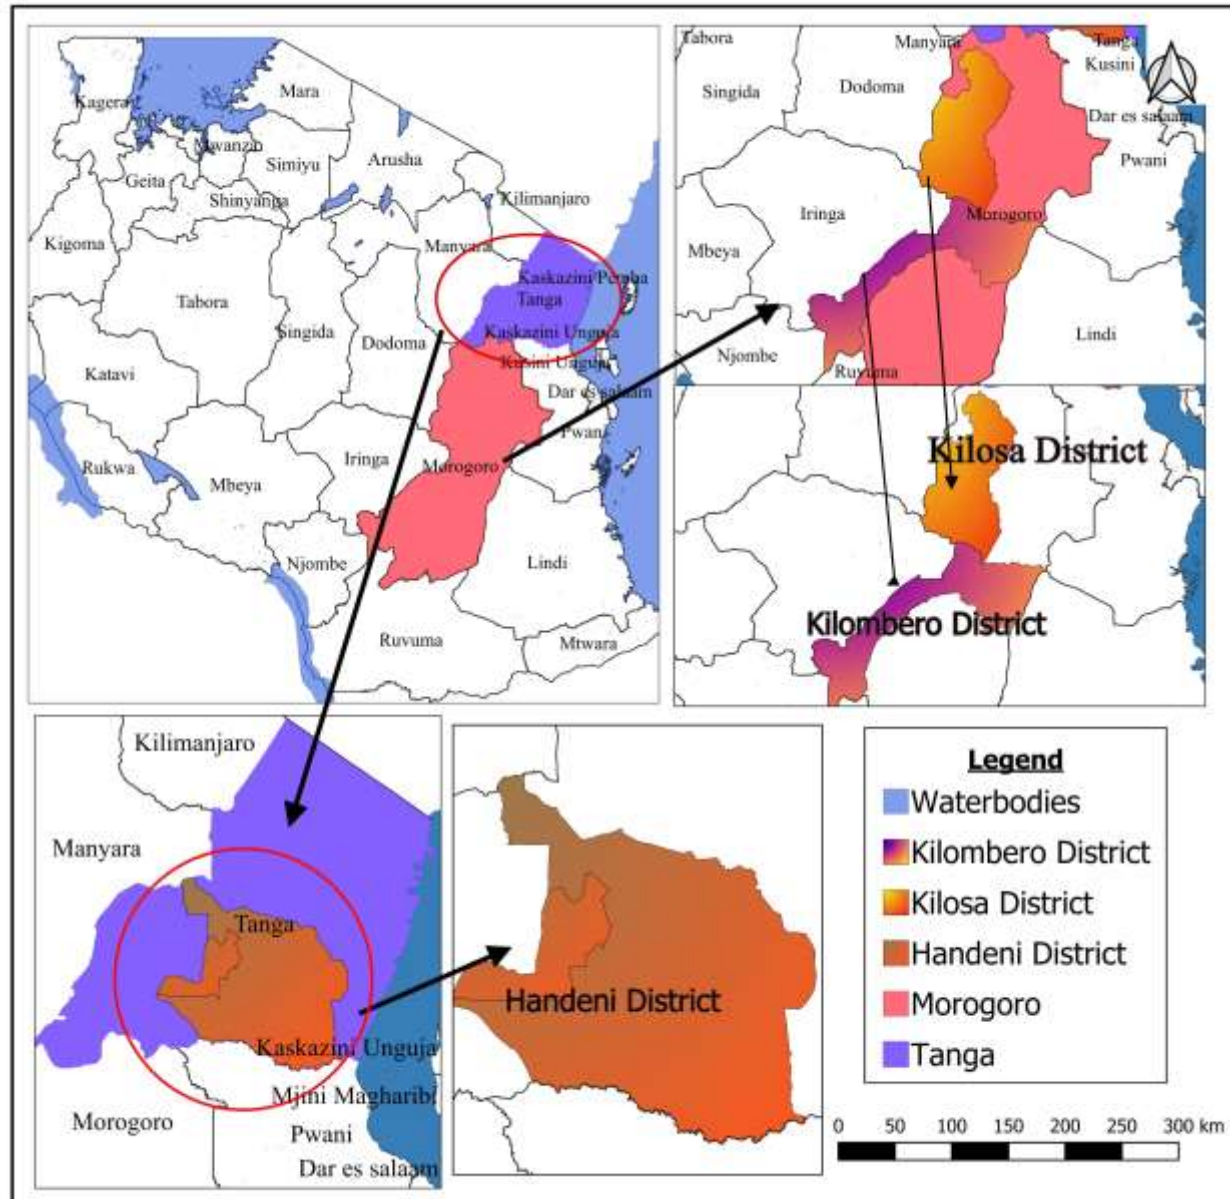 Kagera
Mara
Mwanzio
Simiyu
Arusha
Geita
Shinyanga
Kilimanjaro
Kigoma
Manyara
Kaskazini Pemba
Tabora
Tanga
Singida
Dodoma
Kaskazini Unguja
Kusini Unguja
Katavi
Dar es salaam
Pwani
Iringa
Morogoro
Rukwa
Mbeya
Njombe
Lindi
Ruvuma
Mtwara
Tabora
Manyara
Tanga
Kusini
Singida
Dodoma
Dar es salaam
Pwani
Iringa
Morogoro
Mbeya
Lindi
Njombe
Ruvuma
Kilosa District
Kilombero District
Kilimanjaro
Manyara
Tanga
Kaskazini Unguja
Mjini Magharibi
Morogoro
Pwani
Dar es salaam
Handeni District
Legend
Waterbodies
Kilombero District
Kilosa District
Handeni District
Morogoro
Tanga
0 50 100 150 200 250 300 km